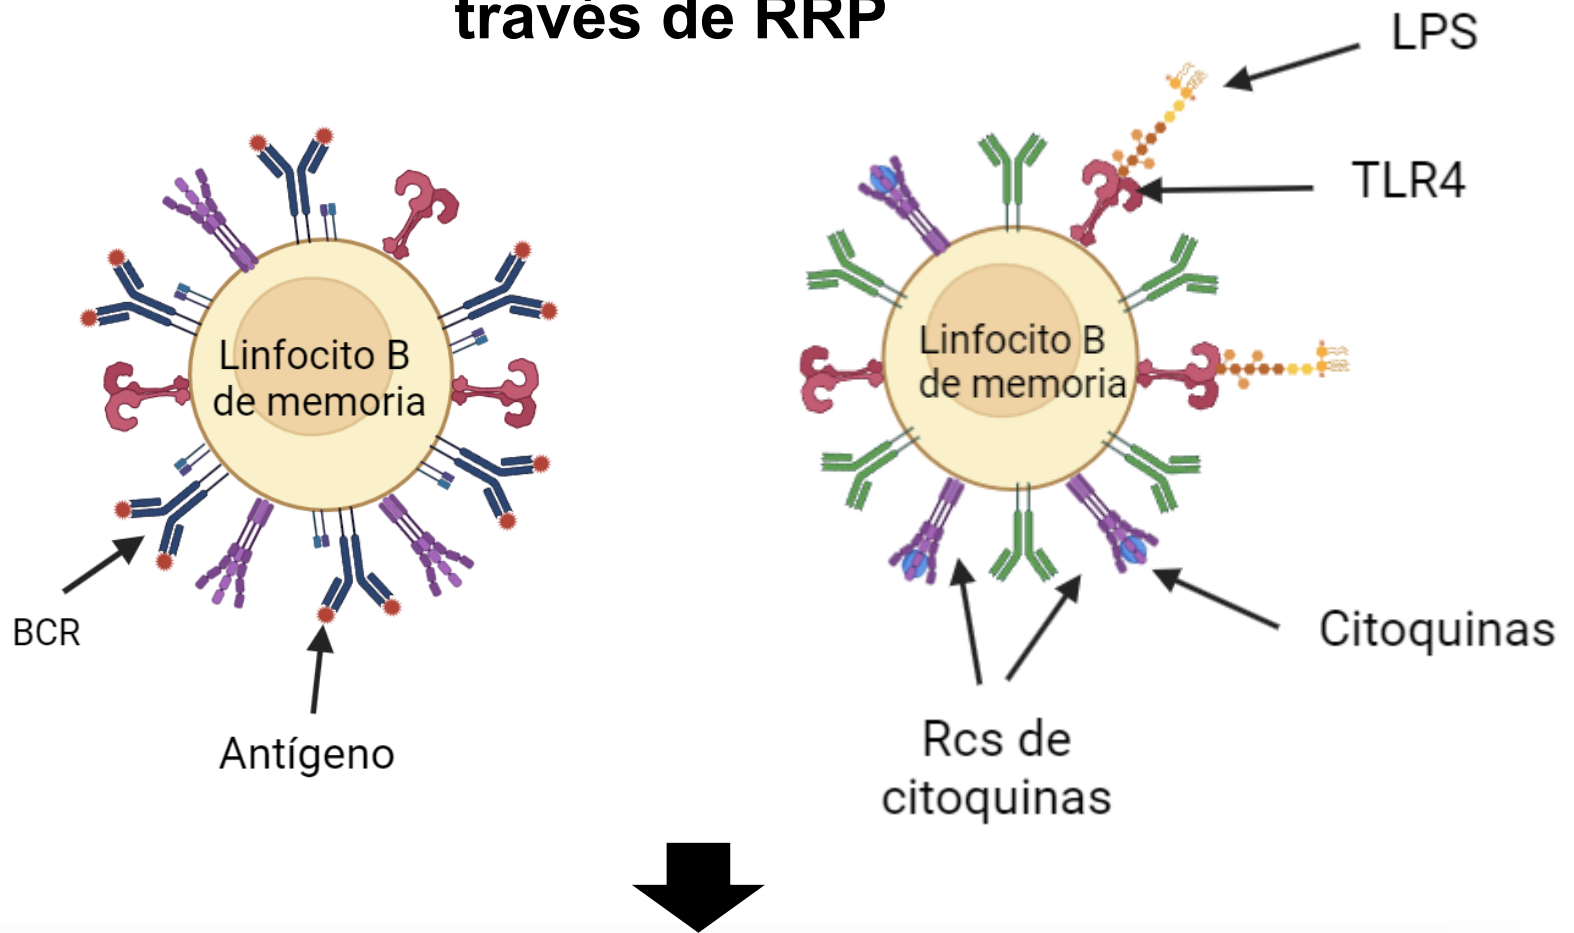 través de RRP
LPS
TLR4
Linfocito B
de memoria
Linfocito B
de memoria
BCR
Antígeno
Citoquinas
Rcs de
citoquinas